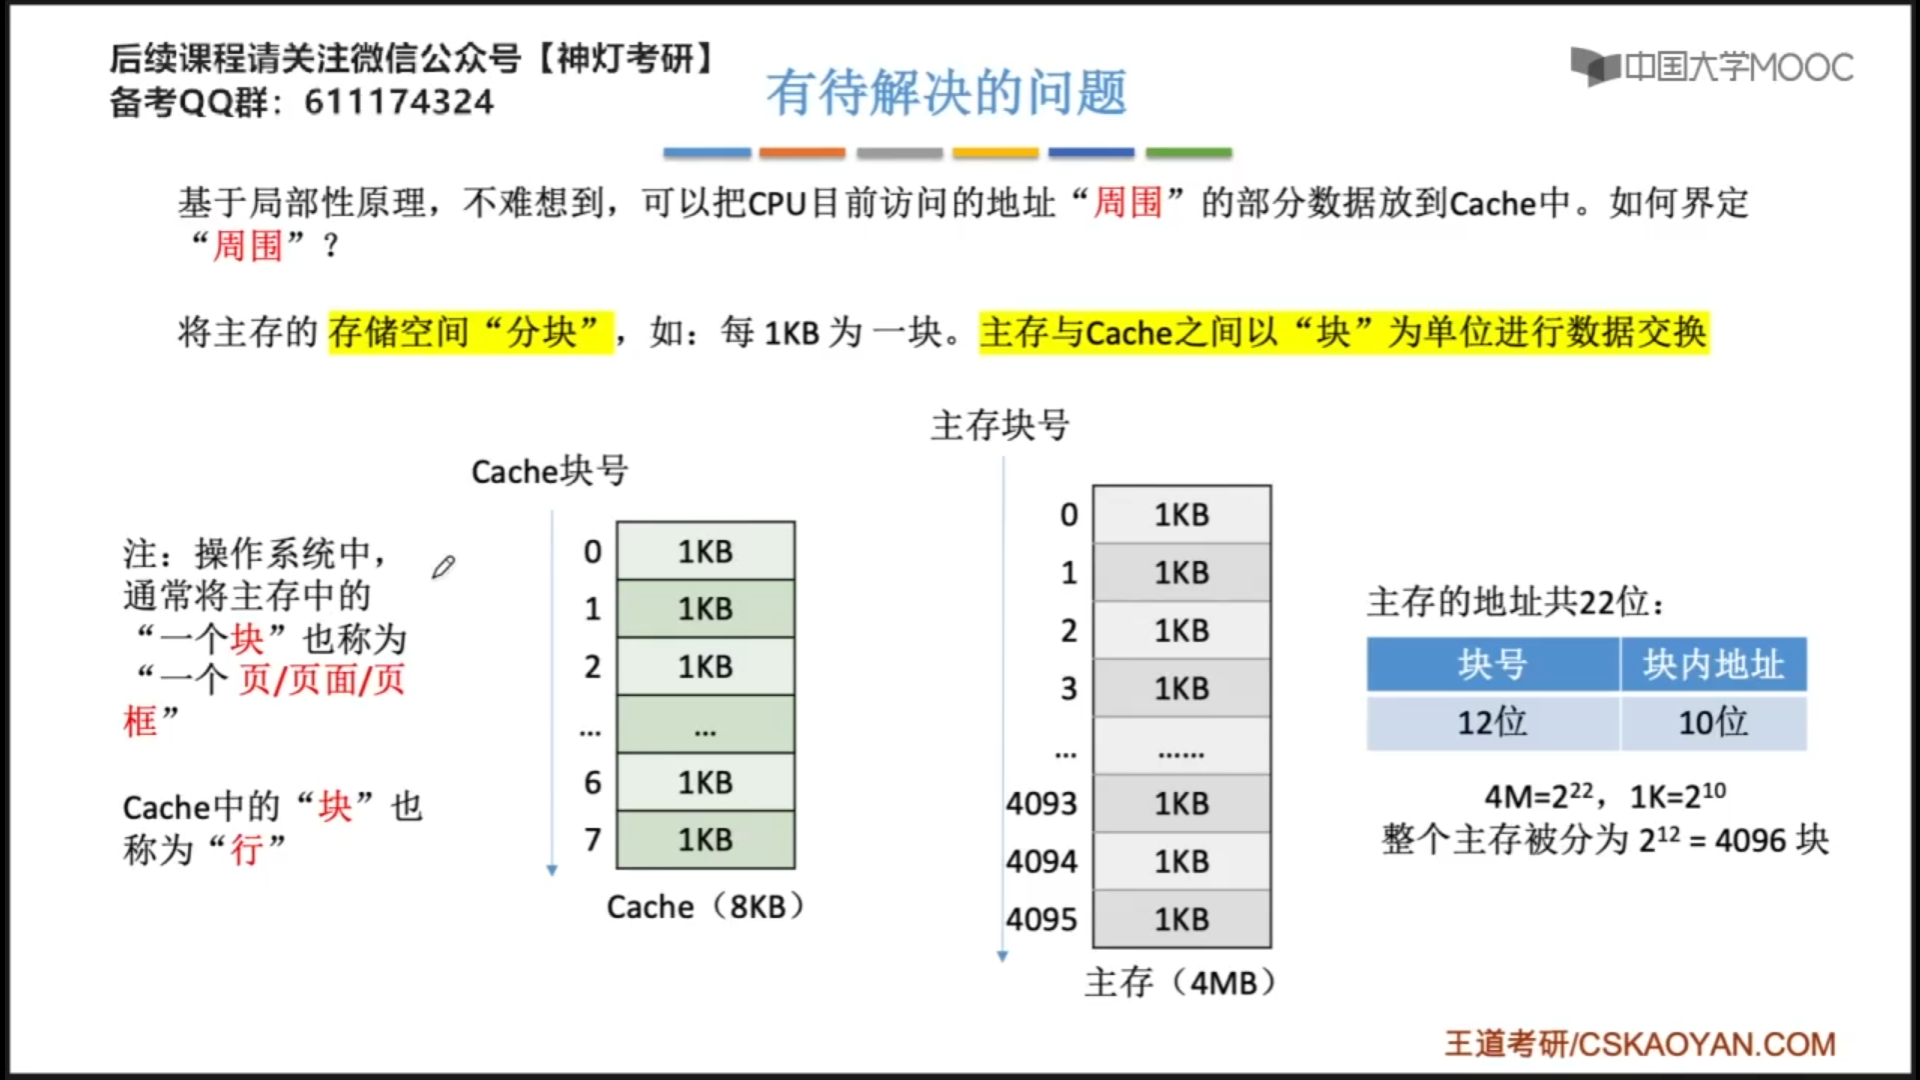 后续课程请关注微信公众号【神灯考研】
备考QQ群：611174324
中国大学MOOC
有待解决的问题
基于局部性原理，不难想到，可以把CPU目前访问的地址“周围”的部分数据放到Cache中。如何界定
“周围”？
将主存的 存储空间“分块”，如：每 1KB 为 一块。主存与Cache之间以“块”为单位进行数据交换
注：操作系统中，
通常将主存中的
“一个块”也称为
“一个 页/页面/页
框”
Cache中的“块”也
称为“行”
Cache块号
0 1KB
1 1KB
2 1KB
... ...
6 1KB
7 1KB
Cache（8KB）
主存块号
0 1KB
1 1KB
2 1KB
3 1KB
... ......
4093 1KB
4094 1KB
4095 1KB
主存（4MB）
主存的地址共22位：
块号 块内地址
12位 10位
4M=2²²，1K=2¹⁰
整个主存被分为 2¹² = 4096 块
王道考研/CSKAOYAN.COM